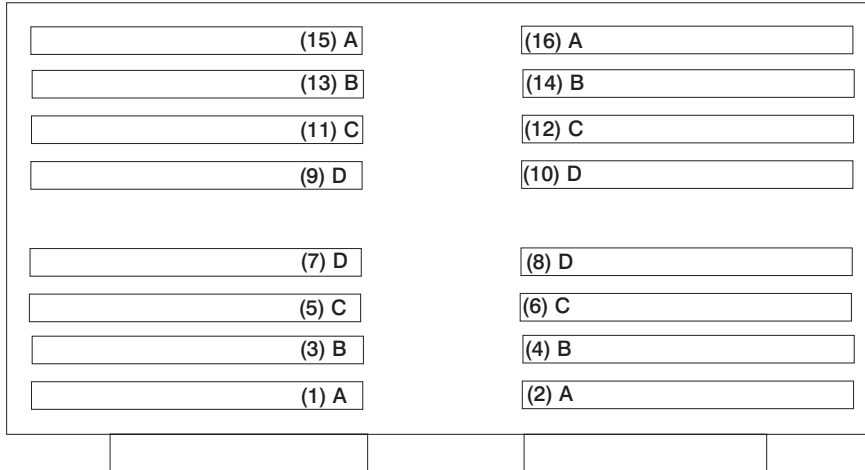 (15) A (16) A
(13) B (14) B
(11) C (12) C
(9) D (10) D
(7) D (8) D
(5) C (6) C
(3) B (4) B
(1) A (2) A